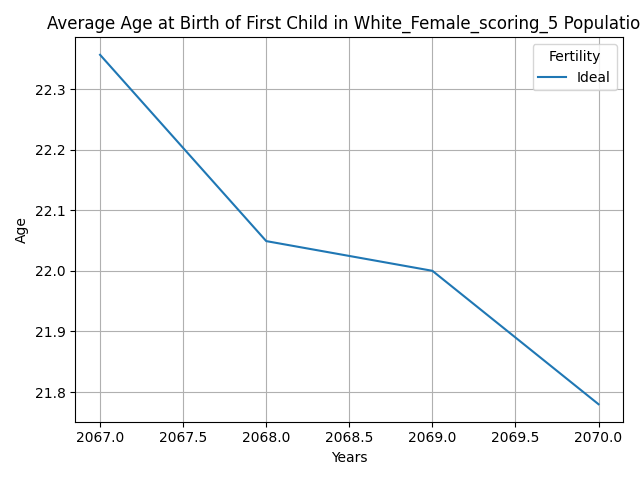 Average Age at Birth of First Child in White_Female_scoring_5 Populatio
Fertility
Ideal
22.3
22.2
22.1
22.0
21.9
21.8
Age
2067.0 2067.5 2068.0 2068.5 2069.0 2069.5 2070.0
Years